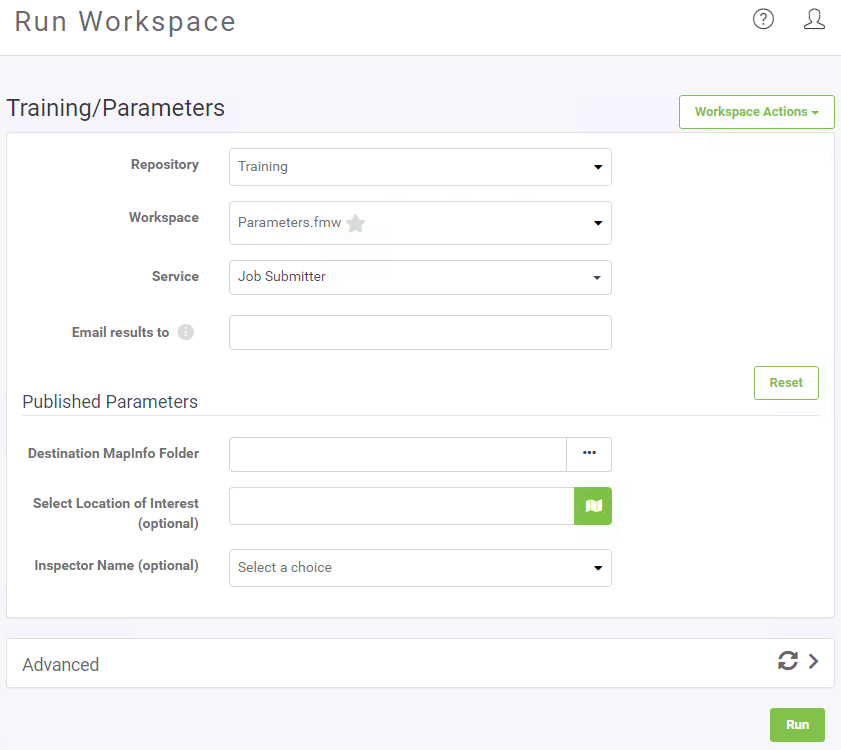 Run Workspace
?
Training/Parameters
Workspace Actions
Repository
Training
Workspace
Parameters.fmw
Service
Job Submitter
Email results to
i
Reset
Published Parameters
Destination MapInfo Folder
...
Select Location of Interest
(optional)
Inspector Name (optional)
Select a choice
Advanced
Run